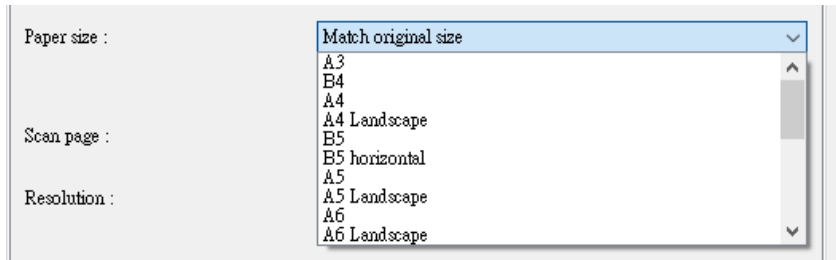 Paper size :
Match original size
A3
B4
A4
A4 Landscape
Scan page :
B5
B5 horizontal
A5
Resolution :
A5 Landscape
A6
A6 Landscape